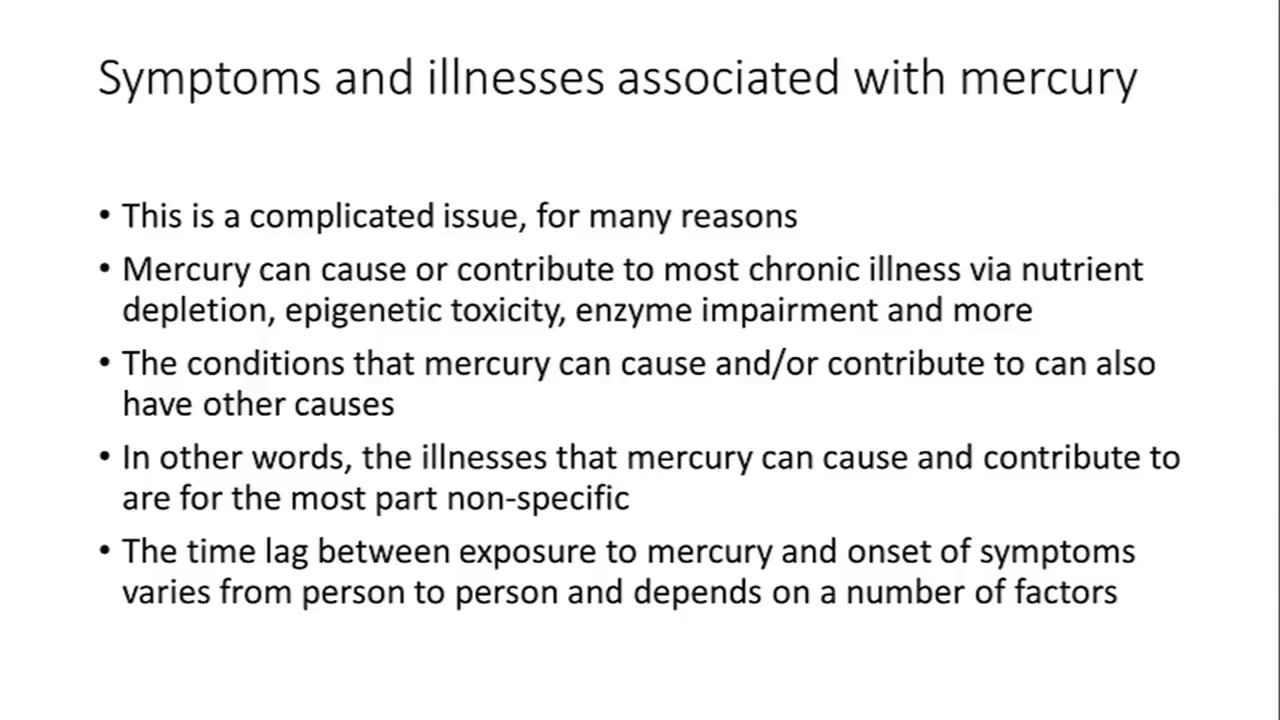 Symptoms and illnesses associated with mercury
• This is a complicated issue, for many reasons
• Mercury can cause or contribute to most chronic illness via nutrient
depletion, epigenetic toxicity, enzyme impairment and more
• The conditions that mercury can cause and/or contribute to can also
have other causes
• In other words, the illnesses that mercury can cause and contribute to
are for the most part non-specific
• The time lag between exposure to mercury and onset of symptoms
varies from person to person and depends on a number of factors